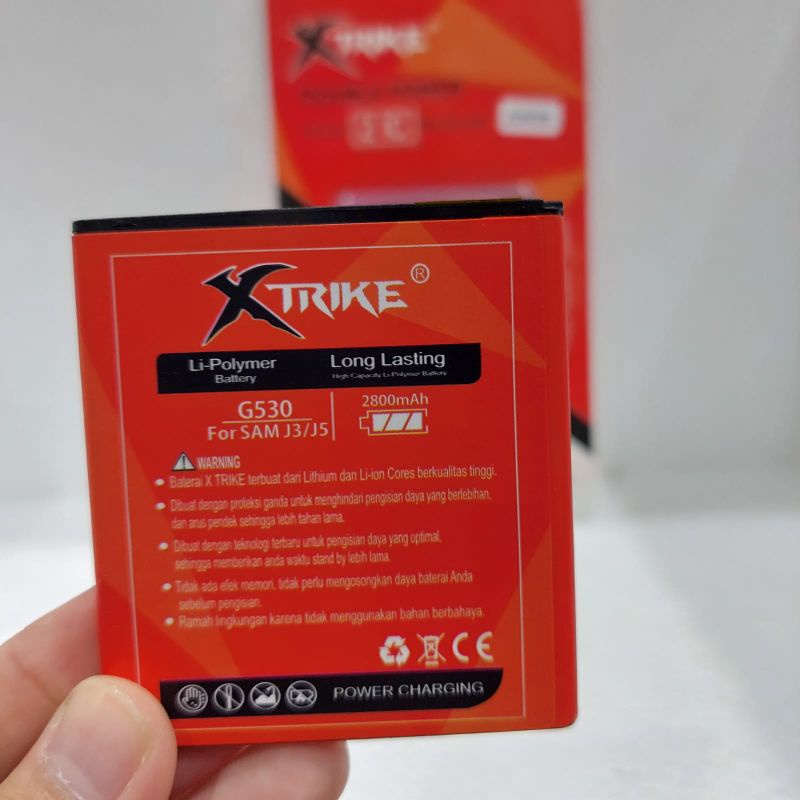 X TRIKE
X TRIKE ®
Li-Polymer
Battery
Long Lasting
High Capacity Li-Polymer Battery
G530
For SAM J3/J5
2800mAh
WARNING
Baterai X TRIKE terbuat dari Lithium dan Li-ion Cores berkualitas tinggi.
Dibuat dengan proteksi ganda untuk menghindari pengisian daya yang berlebihan,
dan arus pendek sehingga lebih tahan lama.
Dibuat dengan teknologi terbaru untuk pengisian daya yang optimal,
sehingga memberikan anda waktu stand by lebih lama.
Tidak ada efek memori, tidak perlu mengosongkan daya baterai Anda
sebelum pengisian.
Ramah lingkungan karena tidak menggunakan bahan berbahaya.
CE
POWER CHARGING